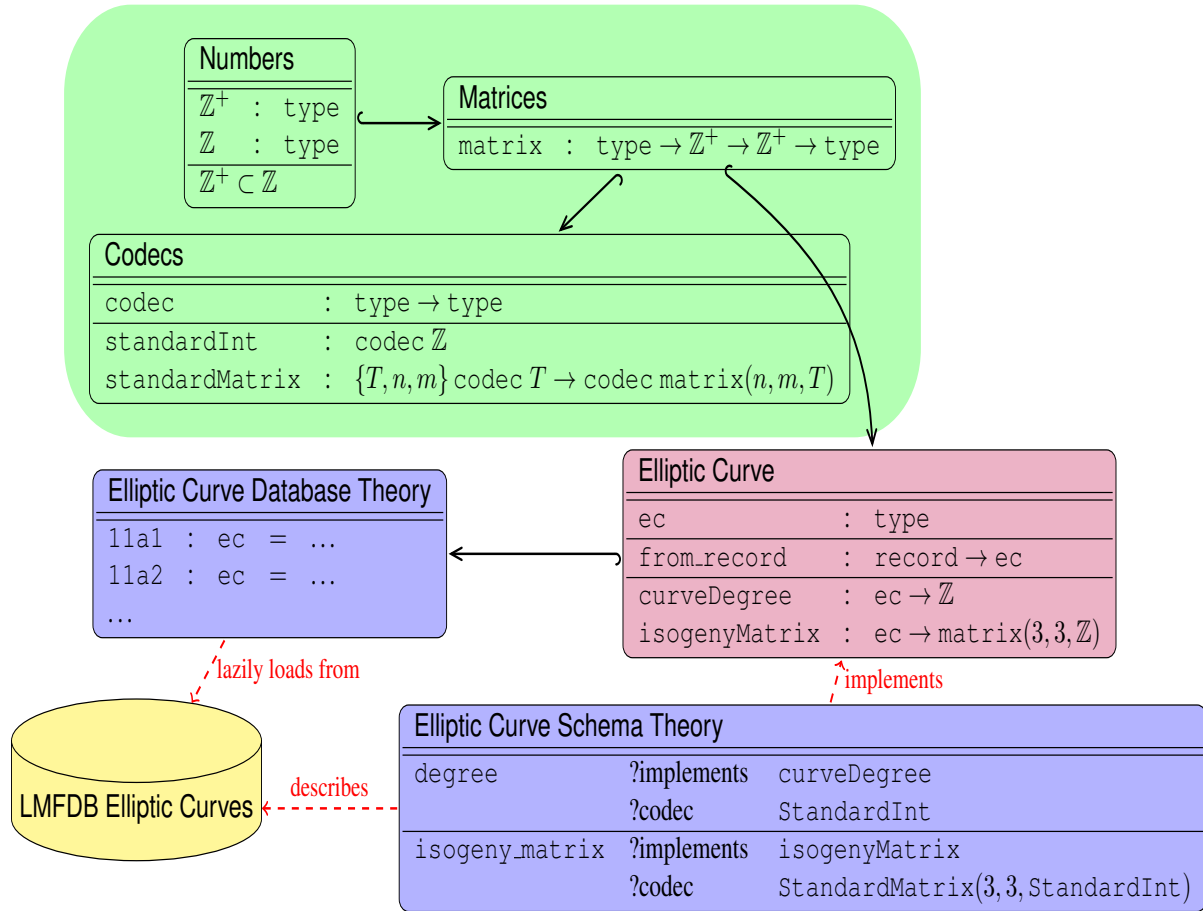 Numbers
ℤ⁺ : type
ℤ : type
ℤ⁺ ⊂ ℤ
Matrices
matrix : type → ℤ⁺ → ℤ⁺ → type
Codecs
codec : type → type
standardInt : codec ℤ
standardMatrix : {T, n, m} codec T → codec matrix(n, m, T)
Elliptic Curve Database Theory
11a1 : ec = ...
11a2 : ec = ...
...
Elliptic Curve
ec : type
from_record : record → ec
curveDegree : ec → ℤ
isogenyMatrix : ec → matrix(3, 3, ℤ)
lazily loads from
implements
LMFDB Elliptic Curves
describes
Elliptic Curve Schema Theory
degree ?implements curveDegree
?codec StandardInt
isogeny_matrix ?implements isogenyMatrix
?codec StandardMatrix(3, 3, StandardInt)